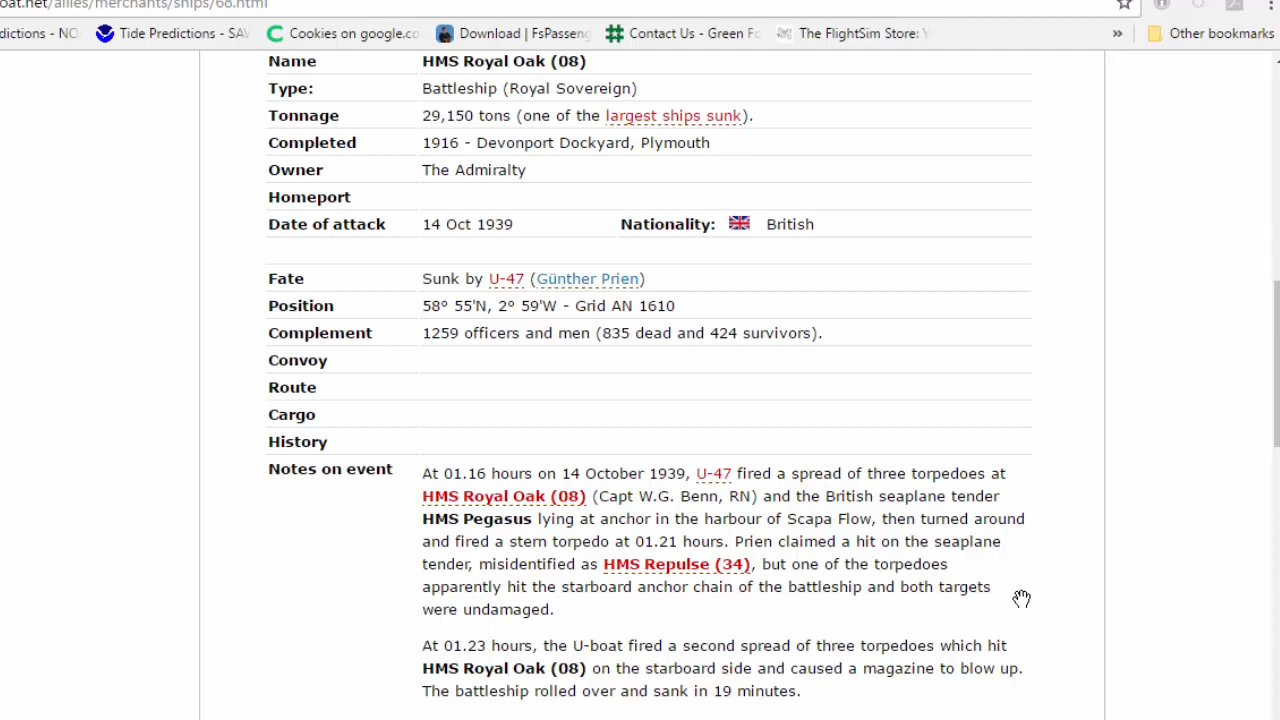 oat.net/allies/merchants/ships/68.html
dictions - NO Tide Predictions - SAV Cookies on google.co Download | FsPasseng Contact Us - Green Fo The FlightSim Store: » Other bookmarks
Name HMS Royal Oak (08)
Type: Battleship (Royal Sovereign)
Tonnage 29,150 tons (one of the largest ships sunk).
Completed 1916 - Devonport Dockyard, Plymouth
Owner The Admiralty
Homeport
Date of attack 14 Oct 1939 Nationality: British
Fate Sunk by U-47 (Günther Prien)
Position 58º 55'N, 2º 59'W - Grid AN 1610
Complement 1259 officers and men (835 dead and 424 survivors).
Convoy
Route
Cargo
History
Notes on event At 01.16 hours on 14 October 1939, U-47 fired a spread of three torpedoes at
HMS Royal Oak (08) (Capt W.G. Benn, RN) and the British seaplane tender
HMS Pegasus lying at anchor in the harbour of Scapa Flow, then turned around
and fired a stern torpedo at 01.21 hours. Prien claimed a hit on the seaplane
tender, misidentified as HMS Repulse (34), but one of the torpedoes
apparently hit the starboard anchor chain of the battleship and both targets
were undamaged.
At 01.23 hours, the U-boat fired a second spread of three torpedoes which hit
HMS Royal Oak (08) on the starboard side and caused a magazine to blow up.
The battleship rolled over and sank in 19 minutes.